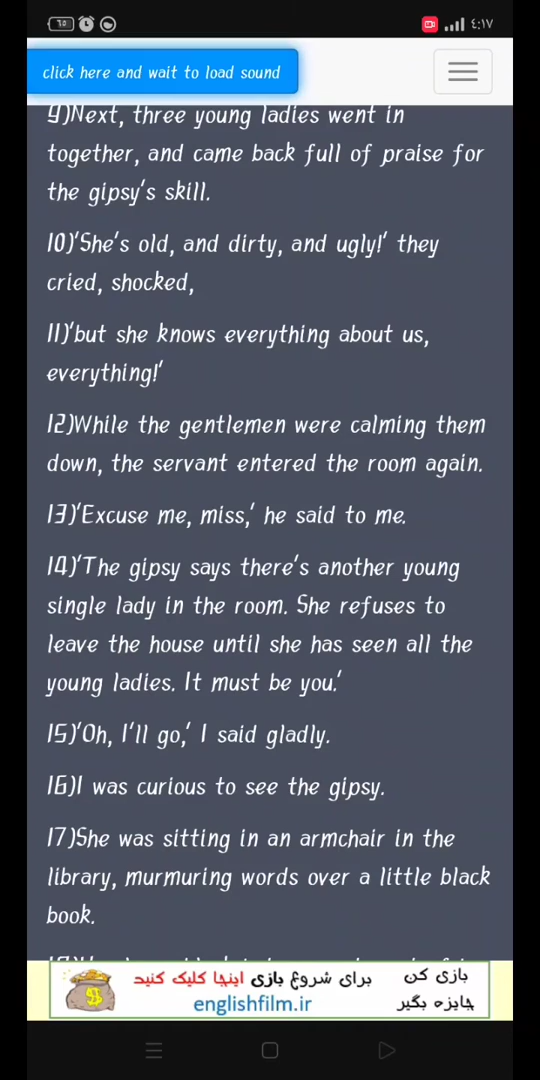 ٦٥
٤:١٧
click here and wait to load sound
9)Next, three young ladies went in
together, and came back full of praise for
the gipsy's skill.
10)'She's old, and dirty, and ugly!' they
cried, shocked,
11)'but she knows everything about us,
everything!'
12)While the gentlemen were calming them
down, the servant entered the room again.
13)'Excuse me, miss,' he said to me.
14)'The gipsy says there's another young
single lady in the room. She refuses to
leave the house until she has seen all the
young ladies. It must be you.'
15)'Oh, I'll go,' I said gladly.
16)I was curious to see the gipsy.
17)She was sitting in an armchair in the
library, murmuring words over a little black
book.
بازی کن
برای شروع بازی اینجا کلیک کنید
جایزه بگیر
englishfilm.ir